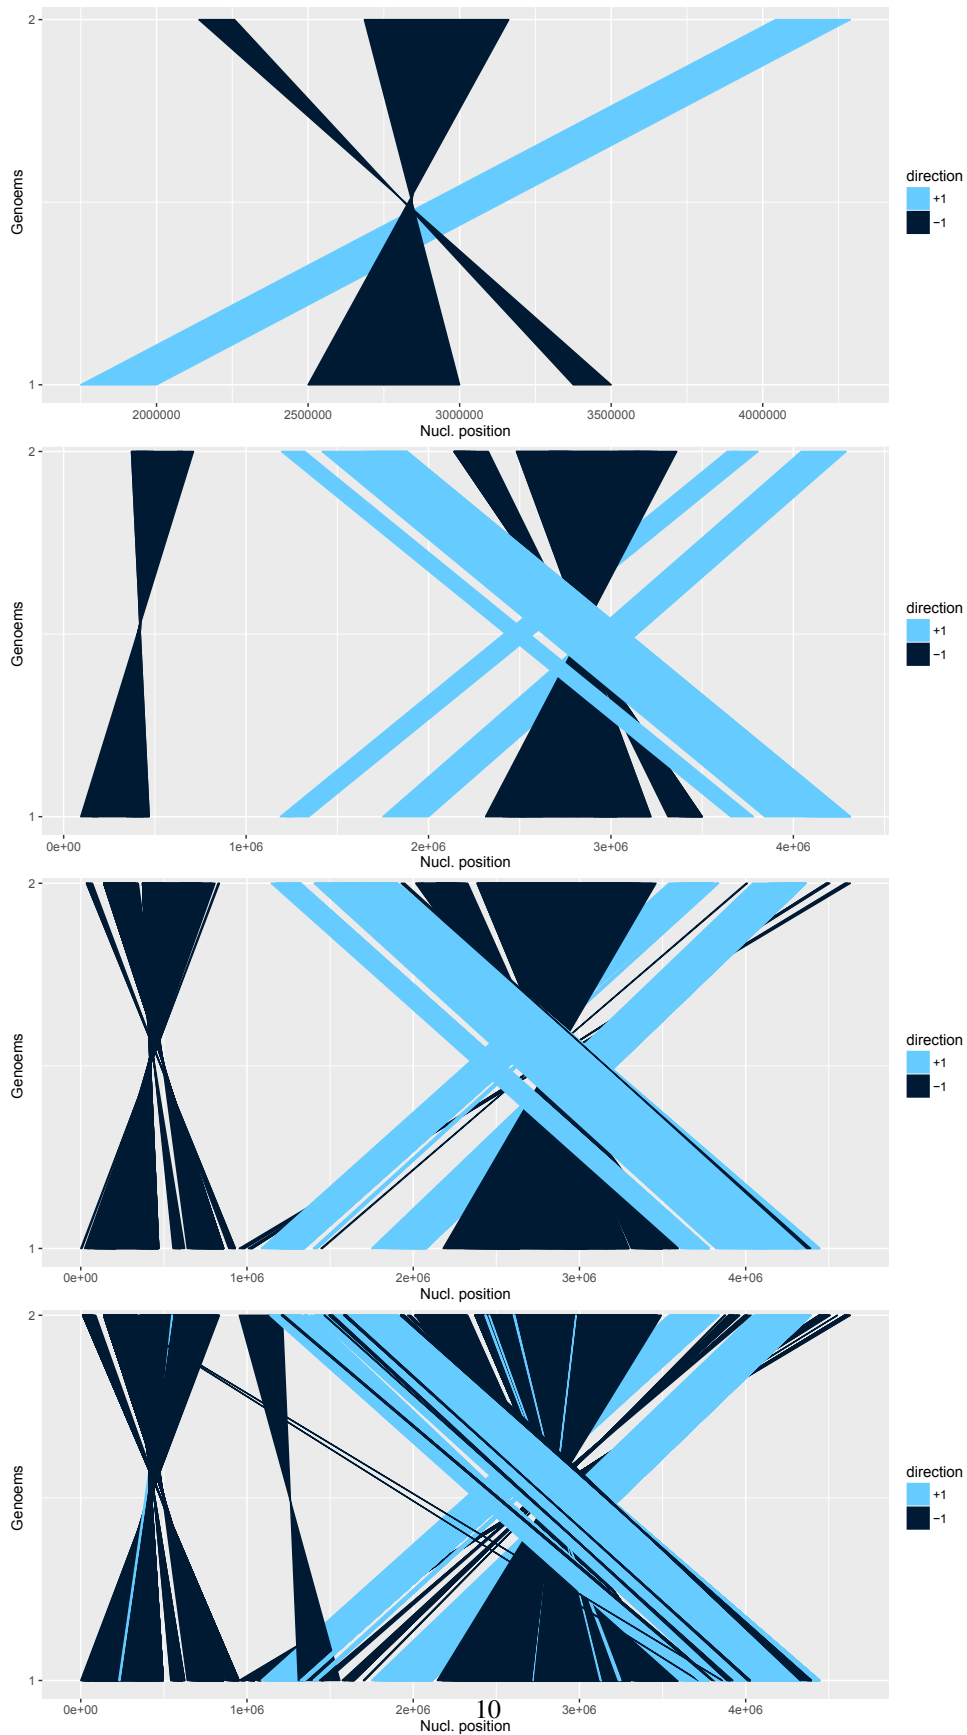 2
Genoems
direction
+1
−1
1
2000000 2500000 3000000 3500000 4000000
Nucl. position
2
Genoems
direction
+1
−1
1
0e+00 1e+06 2e+06 3e+06 4e+06
Nucl. position
2
Genoems
direction
+1
−1
1
0e+00 1e+06 2e+06 3e+06 4e+06
Nucl. position
2
Genoems
direction
+1
−1
1
0e+00 1e+06 2e+06 3e+06 4e+06
10
Nucl. position